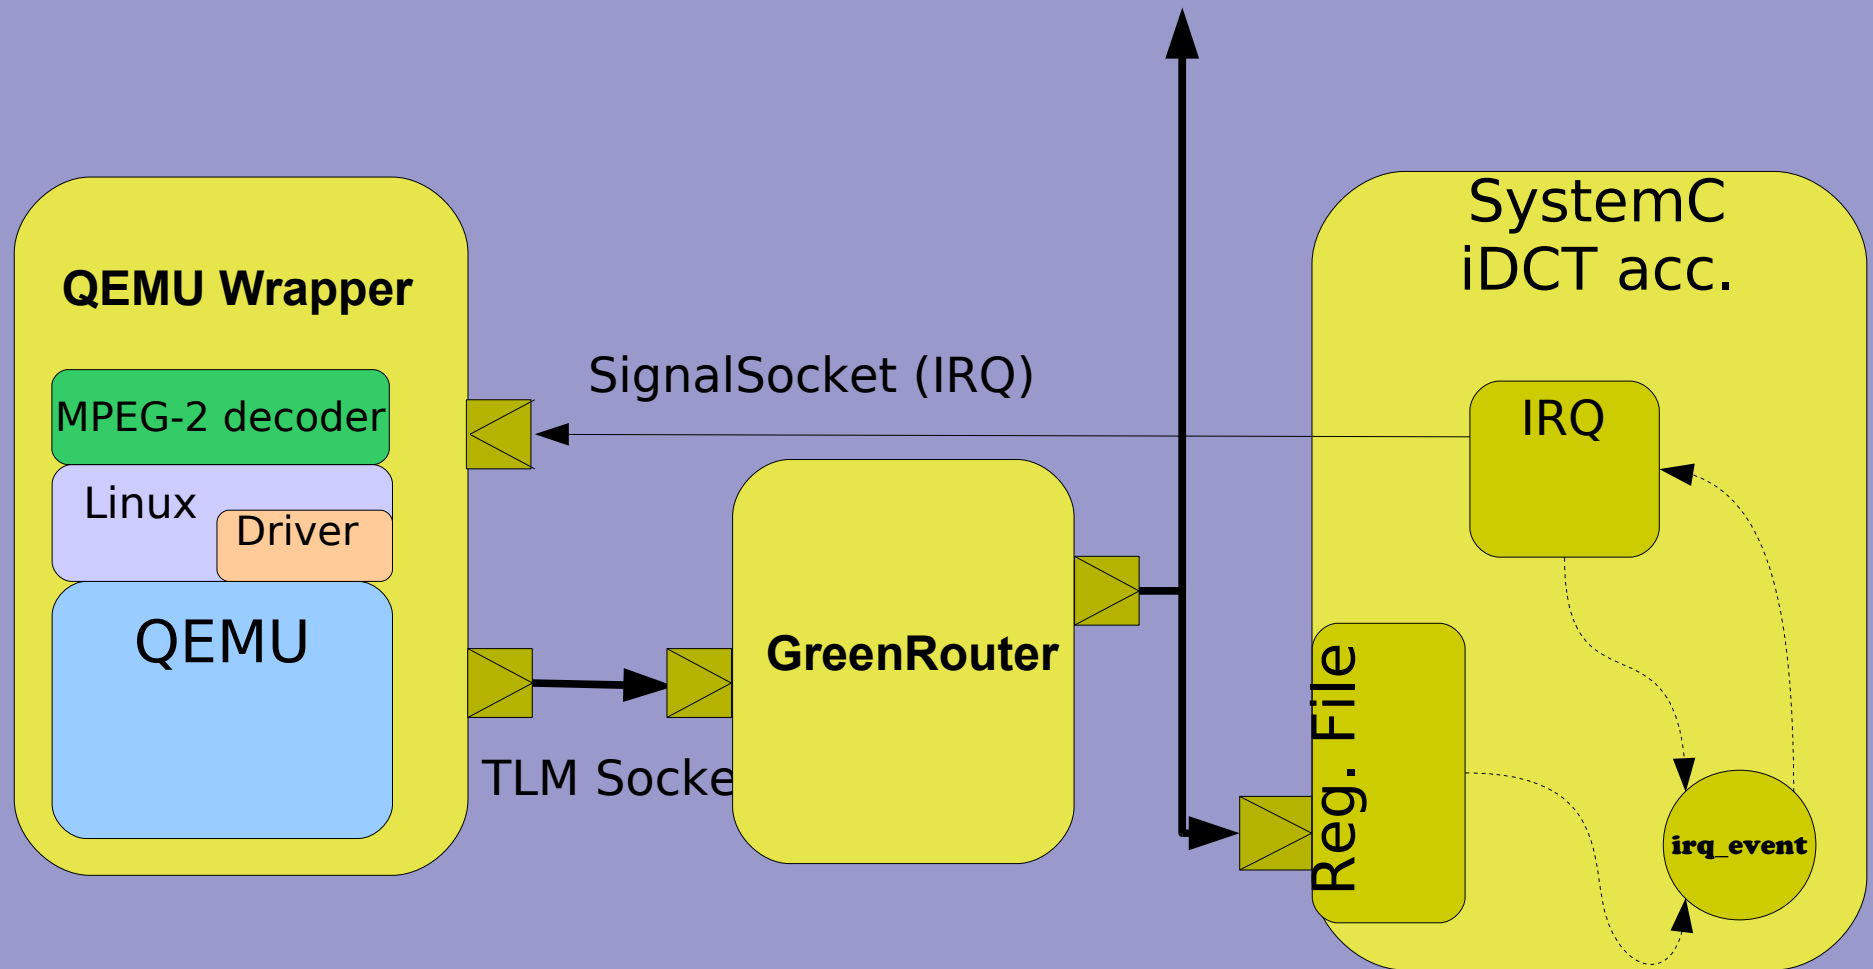 QEMU Wrapper
MPEG-2 decoder
Linux
Driver
QEMU
SignalSocket (IRQ)
TLM Socke
GreenRouter
SystemC
iDCT acc.
IRQ
Reg. File
irq_event